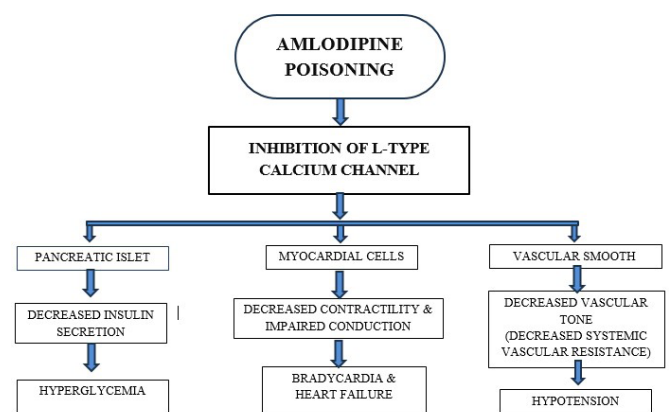 AMLODIPINE
POISONING
INHIBITION OF L-TYPE
CALCIUM CHANNEL
PANCREATIC ISLET
MYOCARDIAL CELLS
VASCULAR SMOOTH
DECREASED INSULIN
SECRETION
DECREASED CONTRACTILITY &
IMPAIRED CONDUCTION
DECREASED VASCULAR
TONE
(DECREASED SYSTEMIC
VASCULAR RESISTANCE)
HYPERGLYCEMIA
BRADYCARDIA &
HEART FAILURE
HYPOTENSION